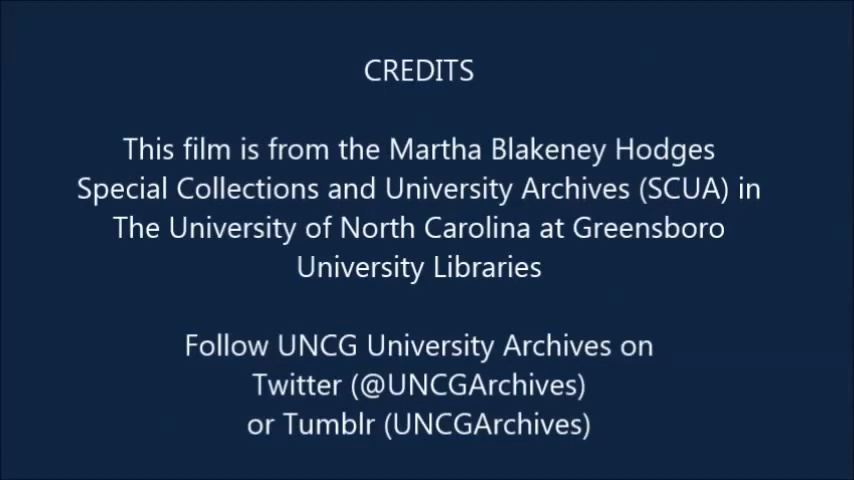 CREDITS
This film is from the Martha Blakeney Hodges
Special Collections and University Archives (SCUA) in
The University of North Carolina at Greensboro
University Libraries
Follow UNCG University Archives on
Twitter (@UNCGArchives)
or Tumblr (UNCGArchives)